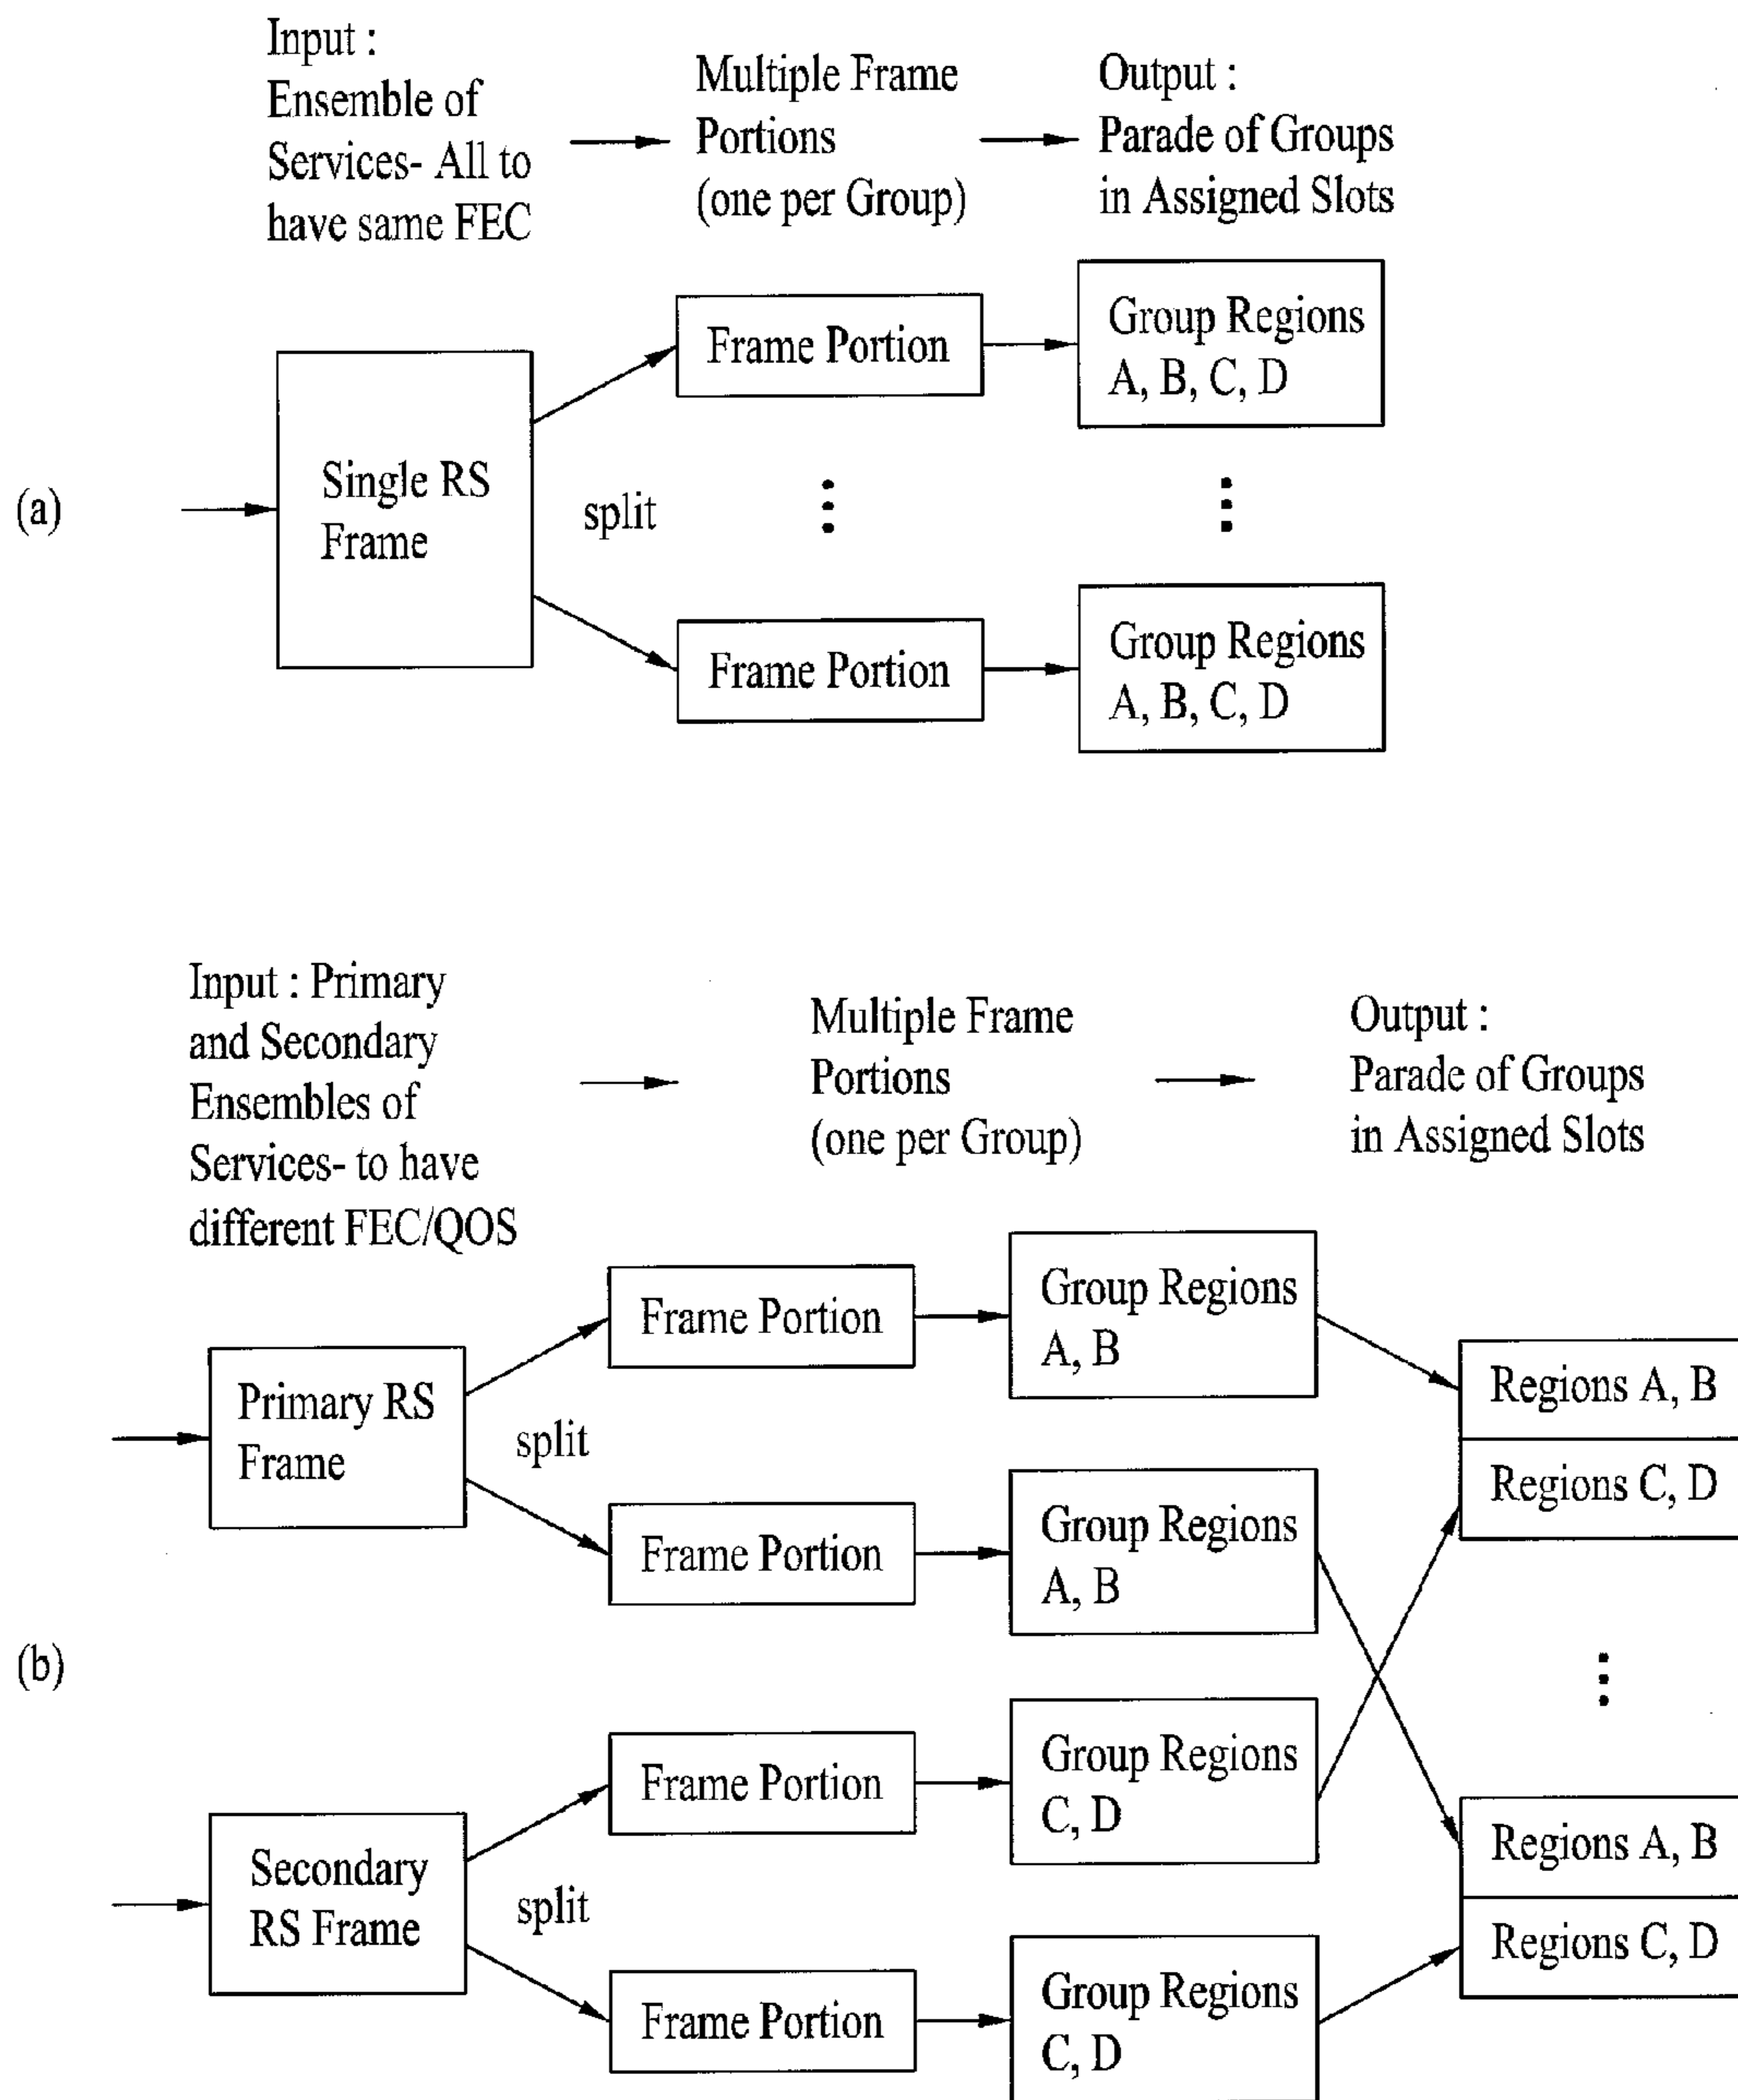 Input :
Ensemble of
Services- All to
have same FEC
Multiple Frame
Portions
(one per Group)
Output :
Parade of Groups
in Assigned Slots
(a)
Single RS
Frame
split
Frame Portion
Group Regions
A, B, C, D
Frame Portion
Group Regions
A, B, C, D
Input : Primary
and Secondary
Ensembles of
Services- to have
different FEC/QOS
Multiple Frame
Portions
(one per Group)
Output :
Parade of Groups
in Assigned Slots
(b)
Primary RS
Frame
split
Frame Portion
Group Regions
A, B
Frame Portion
Group Regions
A, B
Secondary
RS Frame
split
Frame Portion
Group Regions
C, D
Frame Portion
Group Regions
C, D
Regions A, B
Regions C, D
Regions A, B
Regions C, D